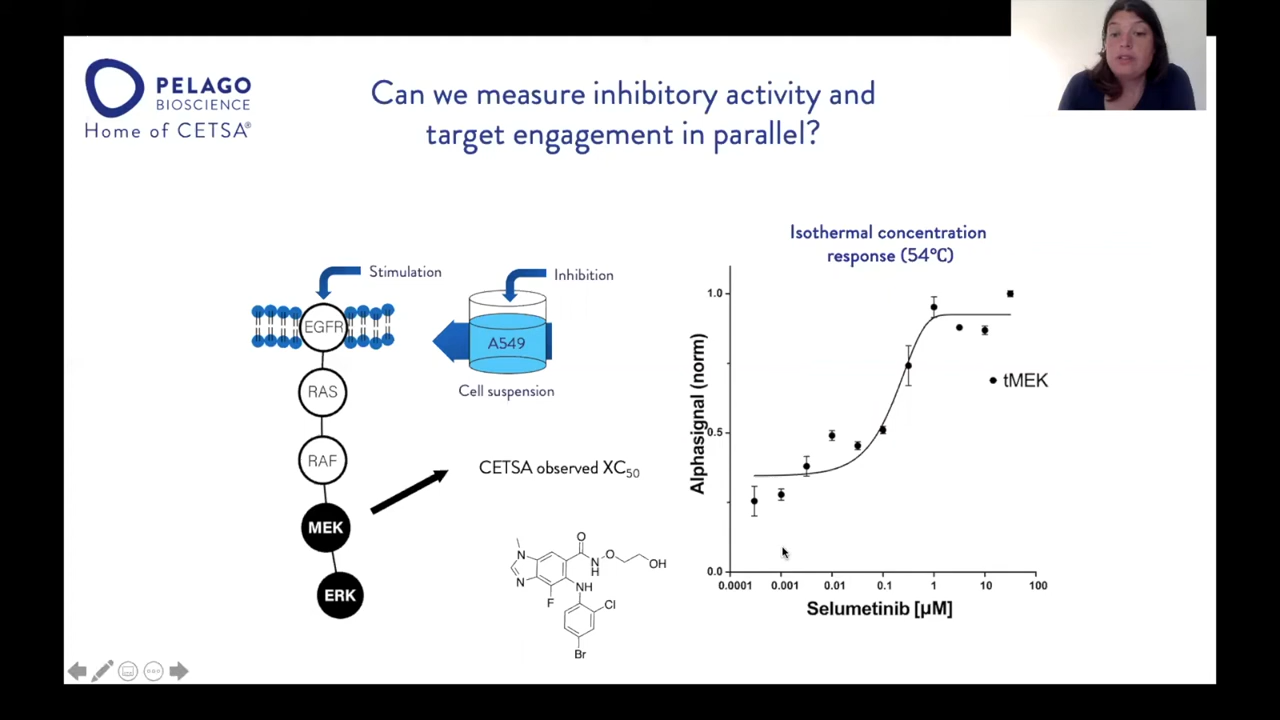 PELAGO
BIOSCIENCE
Home of CETSA®
Can we measure inhibitory activity and
target engagement in parallel?
Stimulation
Inhibition
EGFR
A549
Cell suspension
RAS
RAF
MEK
ERK
CETSA observed XC50
N
N
O
N
H
O
OH
NH
F
Cl
Br
Isothermal concentration
response (54°C)
Alphasignal (norm)
1.0
0.5
0.0
0.0001
0.001
0.01
0.1
1
10
100
tMEK
Selumetinib [µM]